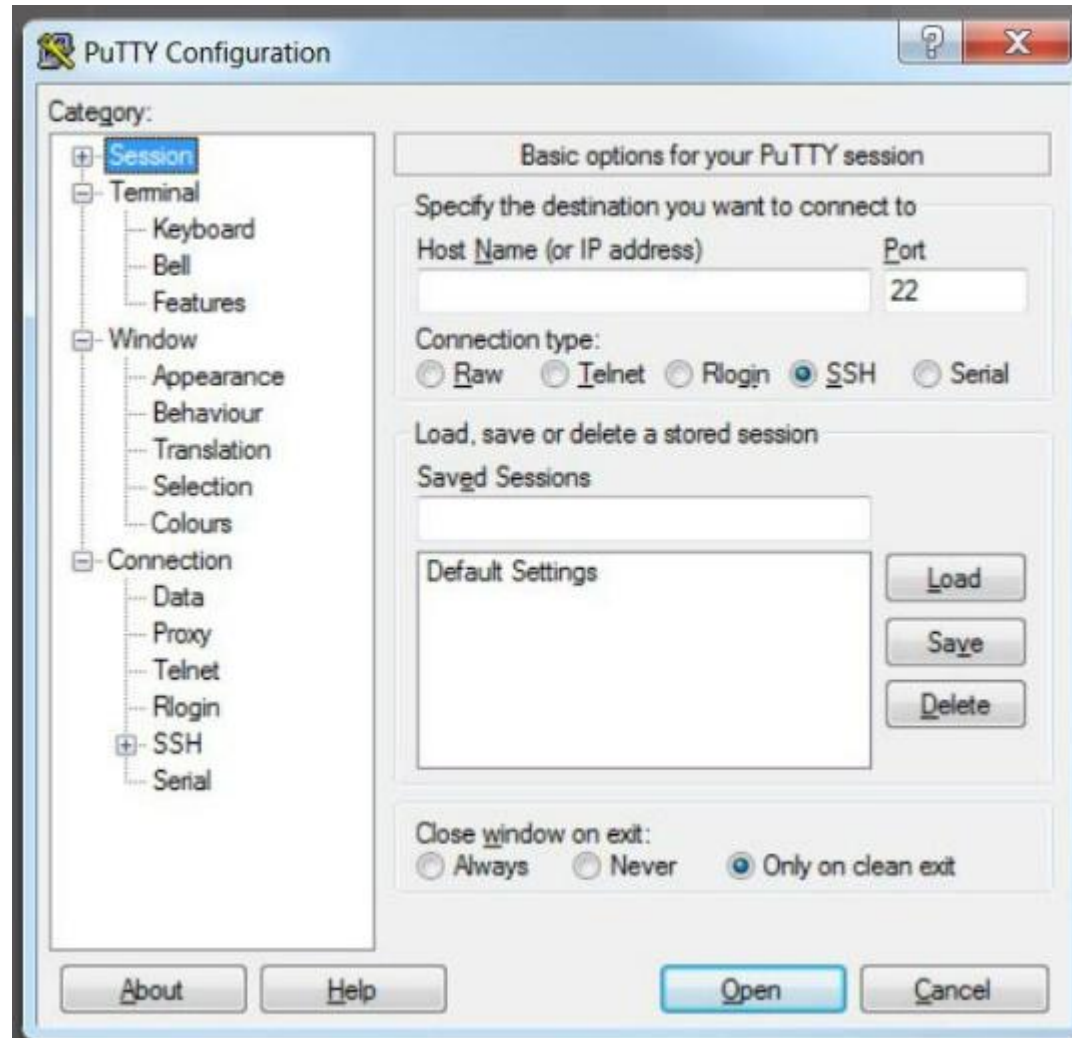 PuTTY Configuration
Category:
Session
Terminal
Keyboard
Bell
Features
Window
Appearance
Behaviour
Translation
Selection
Colours
Connection
Data
Proxy
Telnet
Rlogin
SSH
Serial
Basic options for your PuTTY session
Specify the destination you want to connect to
Host Name (or IP address) Port
22
Connection type:
Raw Telnet Rlogin SSH Serial
Load, save or delete a stored session
Saved Sessions
Default Settings
Load
Save
Delete
Close window on exit:
Always Never Only on clean exit
About Help Open Cancel